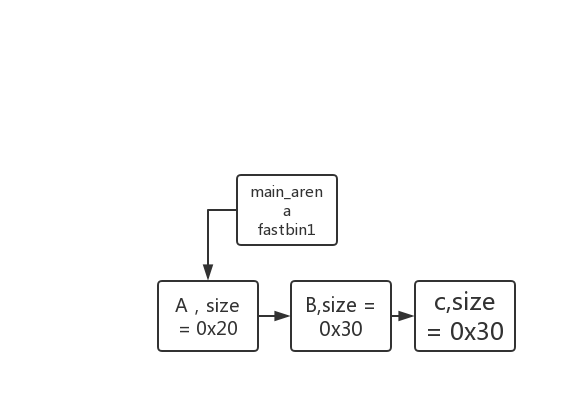 main_aren
a
fastbin1
A , size
= 0x20
B,size =
0x30
c,size
= 0x30